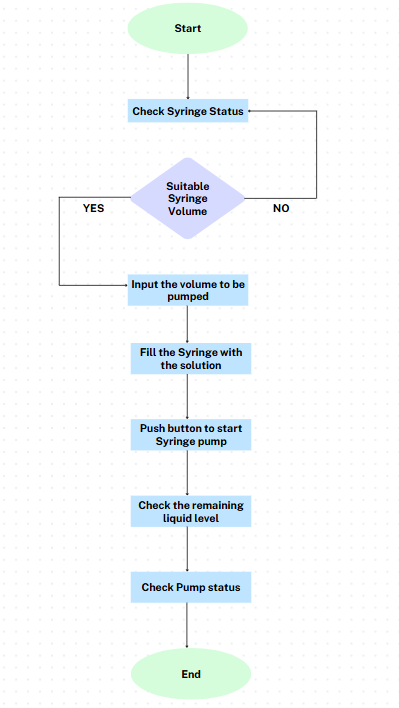 Start
Check Syringe Status
Suitable
Syringe
Volume
YES
NO
Input the volume to be
pumped
Fill the Syringe with
the solution
Push button to start
Syringe pump
Check the remaining
liquid level
Check Pump status
End